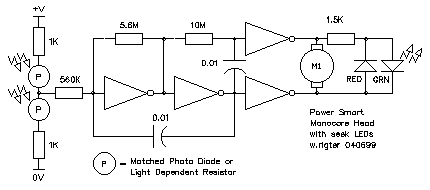 +V
1K
5.6M
10M
1.5K
P
560K
0.01
M1
RED
GRN
P
0.01
1K
0V
Power Smart
Monocore Head
with seek LEDs
w.rigter 040699
P = Matched Photo Diode or
Light Dependent Resistor